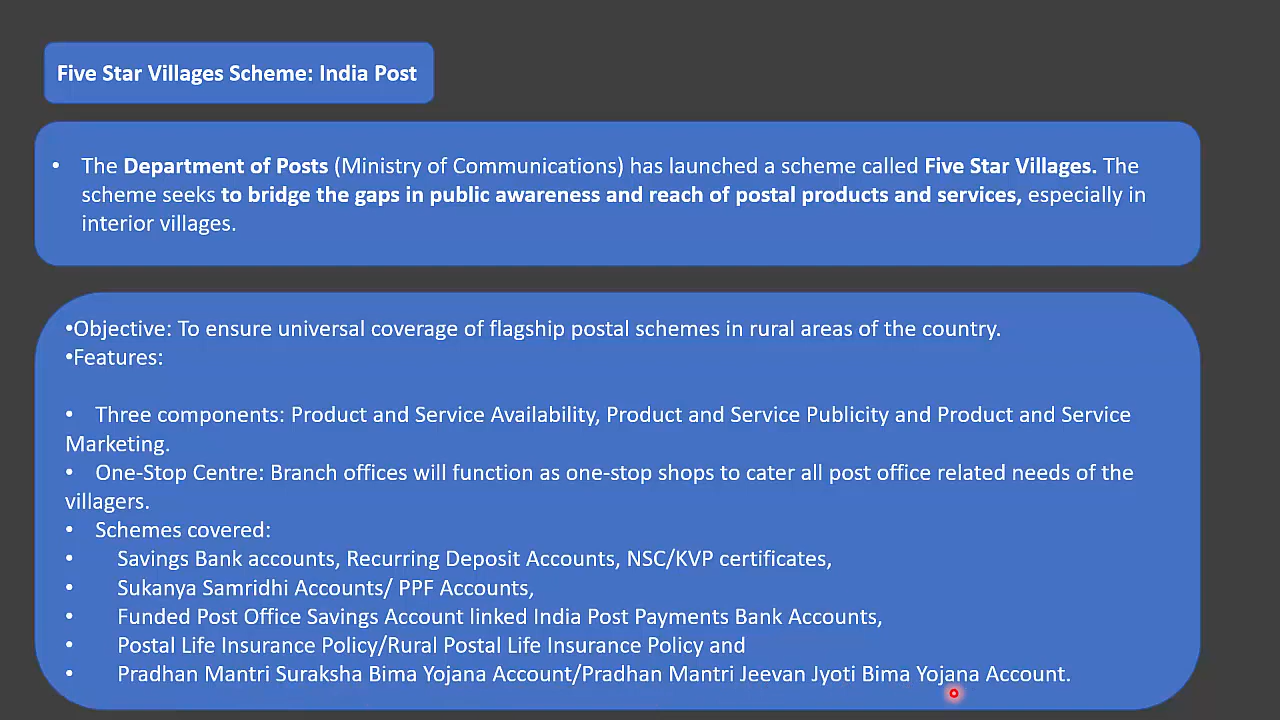 Five Star Villages Scheme: India Post
• The Department of Posts (Ministry of Communications) has launched a scheme called Five Star Villages. The
scheme seeks to bridge the gaps in public awareness and reach of postal products and services, especially in
interior villages.
•Objective: To ensure universal coverage of flagship postal schemes in rural areas of the country.
•Features:
• Three components: Product and Service Availability, Product and Service Publicity and Product and Service
Marketing.
• One-Stop Centre: Branch offices will function as one-stop shops to cater all post office related needs of the
villagers.
• Schemes covered:
• Savings Bank accounts, Recurring Deposit Accounts, NSC/KVP certificates,
• Sukanya Samridhi Accounts/ PPF Accounts,
• Funded Post Office Savings Account linked India Post Payments Bank Accounts,
• Postal Life Insurance Policy/Rural Postal Life Insurance Policy and
• Pradhan Mantri Suraksha Bima Yojana Account/Pradhan Mantri Jeevan Jyoti Bima Yojana Account.